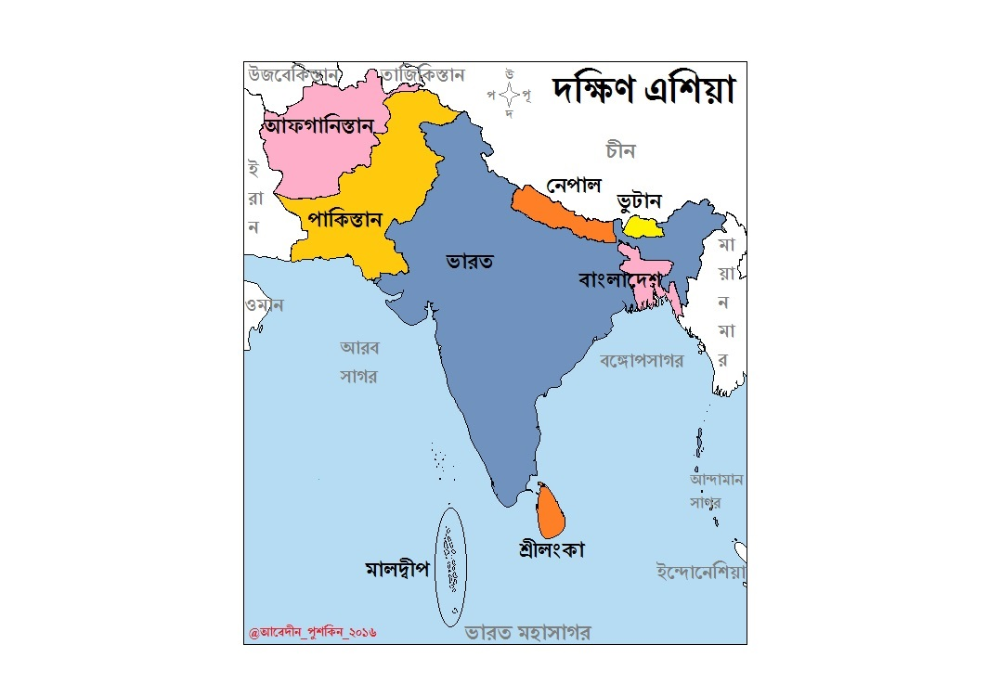 উজবেকিস্তান
তাজিকিস্তান
উ
প
পূ
দ
দক্ষিণ এশিয়া
আফগানিস্তান
চীন
ই
রা
ন
নেপাল
ভুটান
পাকিস্তান
ভারত
মা
য়া
ন
মা
র
বাংলাদেশ
ওমান
আরব
সাগর
বঙ্গোপসাগর
আন্দামান
সাগর
শ্রীলংকা
মালদ্বীপ
ইন্দোনেশিয়া
@আবেদীন_পুশকিন_২০১৬
ভারত মহাসাগর